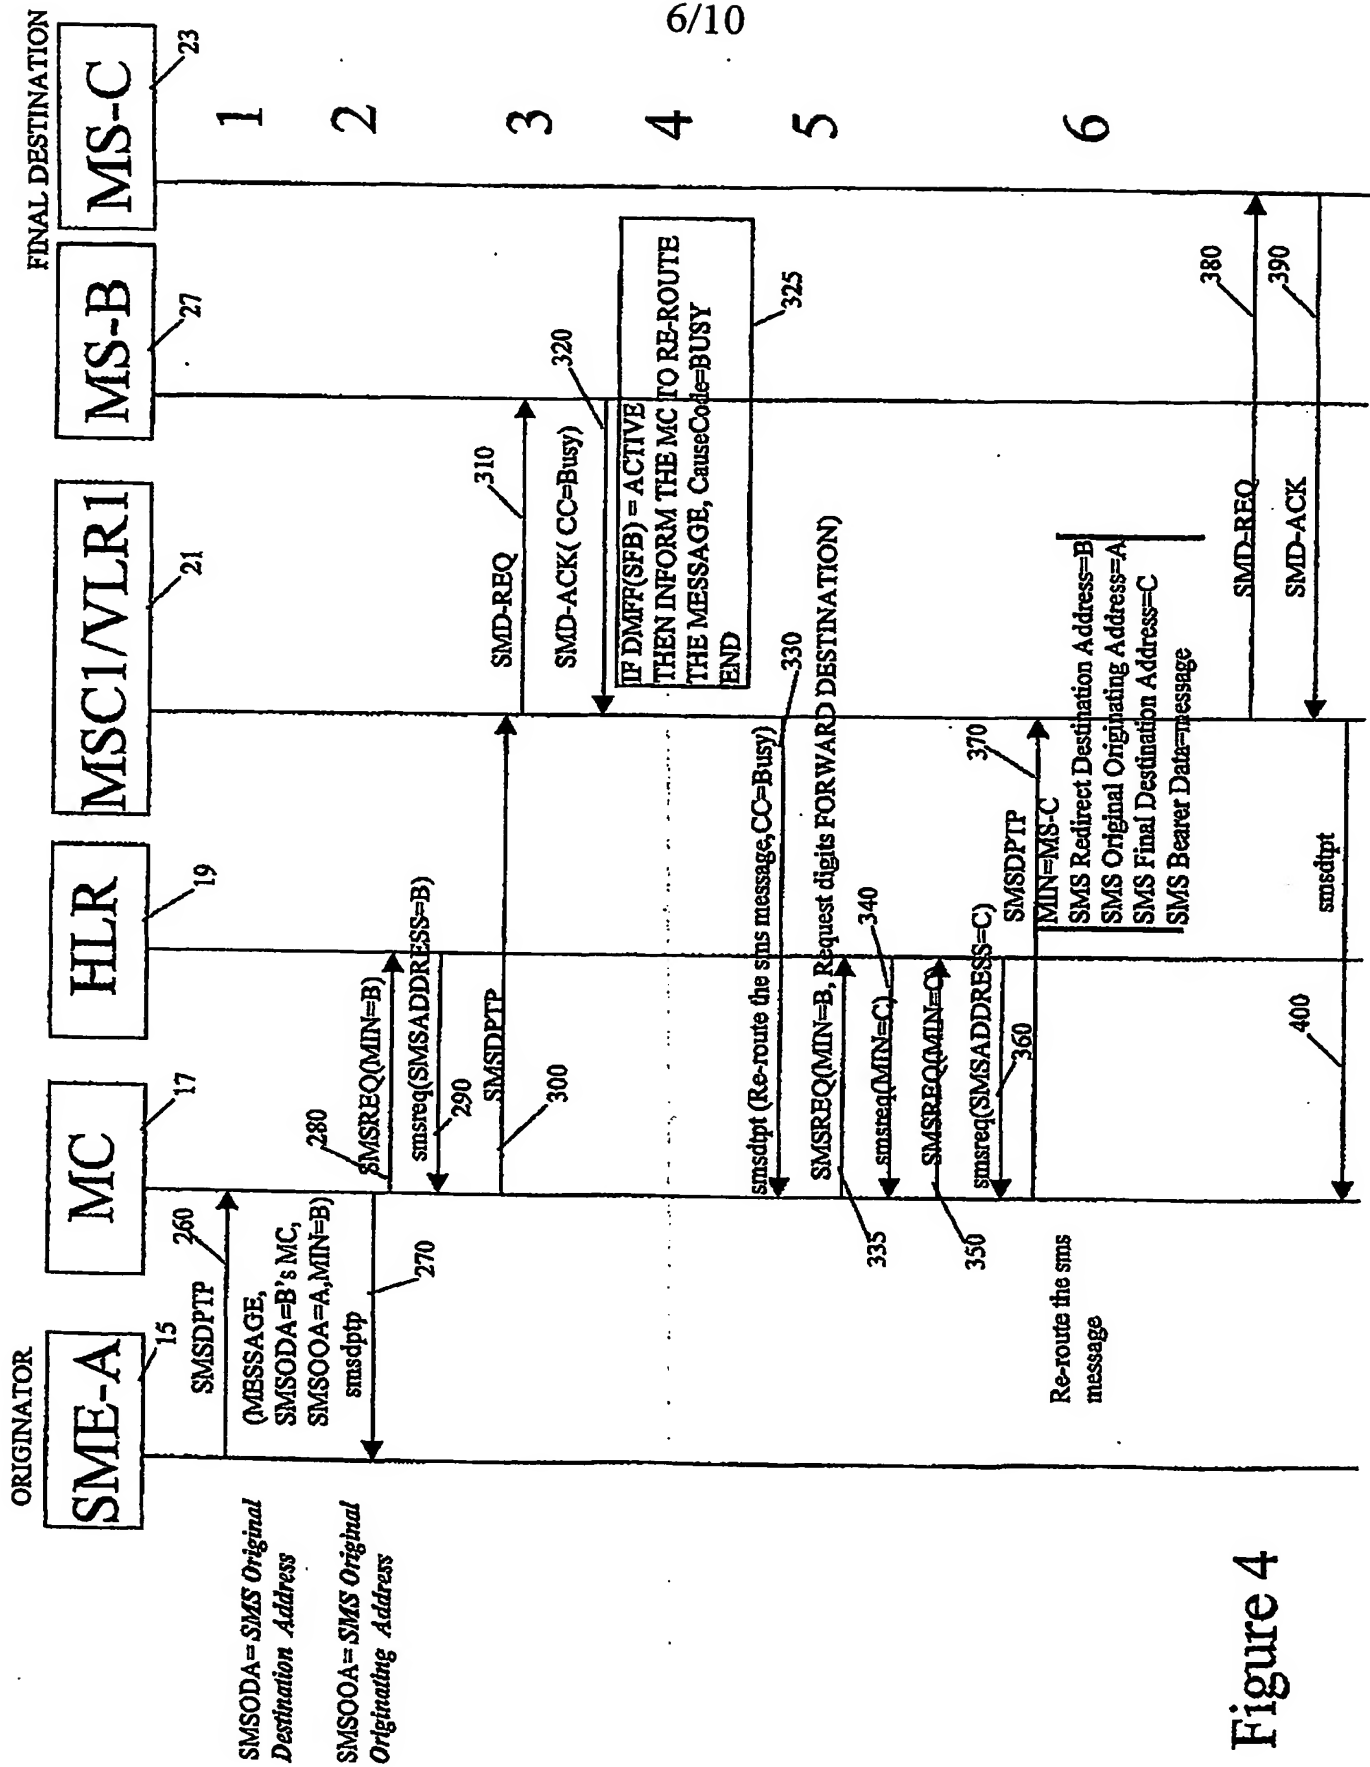 6/10
ORIGINATOR
FINAL DESTINATION
SME-A
15
MC
17
HLR
19
MSC1/VLR1
21
MS-B
27
MS-C
23
SMSODA=SMS Original
Destination Address
SMSOOA=SMS Original
Originating Address
1
SMSDPTP
260
(MESSAGE,
SMSODA=B's MC,
SMSOOA=A,MIN=B)
smsdptp
270
2
280
SMSREQ(MIN=B)
smsreq(SMSADDRESS=B)
290
3
SMSDPTP
300
SMD-REQ
310
SMD-ACK( CC=Busy)
320
4
IF DMFF(SFB) = ACTIVE
THEN INFORM THE MC TO RE-ROUTE
THE MESSAGE, CauseCode=BUSY
END
325
5
smsdtpt (Re-route the sms message,CC=Busy)
330
SMSREQ(MIN=B, Request digits FORWARD DESTINATION)
335
smsreq(MIN=C)
340
SMSREQ(MIN=C)
350
smsreq(SMSADDRESS=C)
360
6
Re-route the sms
message
SMSDPTP
370
MIN=MS-C
SMS Redirect Destination Address=B
SMS Original Originating Address=A
SMS Final Destination Address=C
SMS Bearer Data=message
SMD-REQ
380
SMD-ACK
390
smsdtpt
400
Figure 4